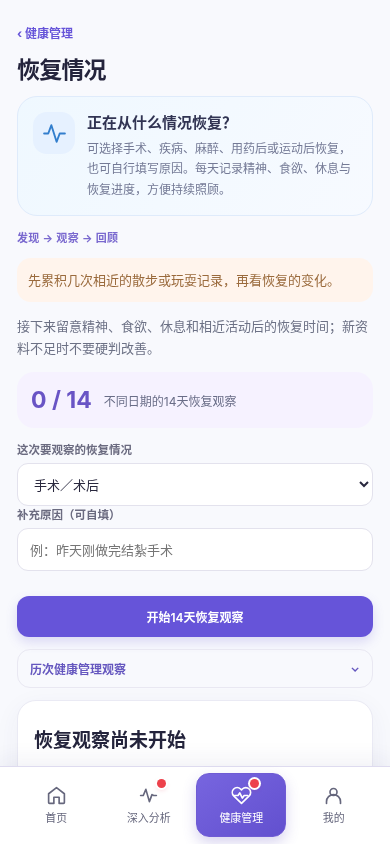 ‹ 健康管理
恢复情况
正在从什么情况恢复?
可选择手术、疾病、麻醉、用药后或运动后恢复，
也可自行填写原因。每天记录精神、食欲、休息与
恢复进度，方便持续照顾。
发现 → 观察 → 回顾
先累积几次相近的散步或玩耍记录，再看恢复的变化。
接下来留意精神、食欲、休息和相近活动后的恢复时间；新资
料不足时不要硬判改善。
0 / 14 不同日期的14天恢复观察
这次要观察的恢复情况
手术／术后
补充原因（可自填）
例：昨天刚做完结紮手术
开始14天恢复观察
历次健康管理观察
恢复观察尚未开始
首页 深入分析 健康管理 我的